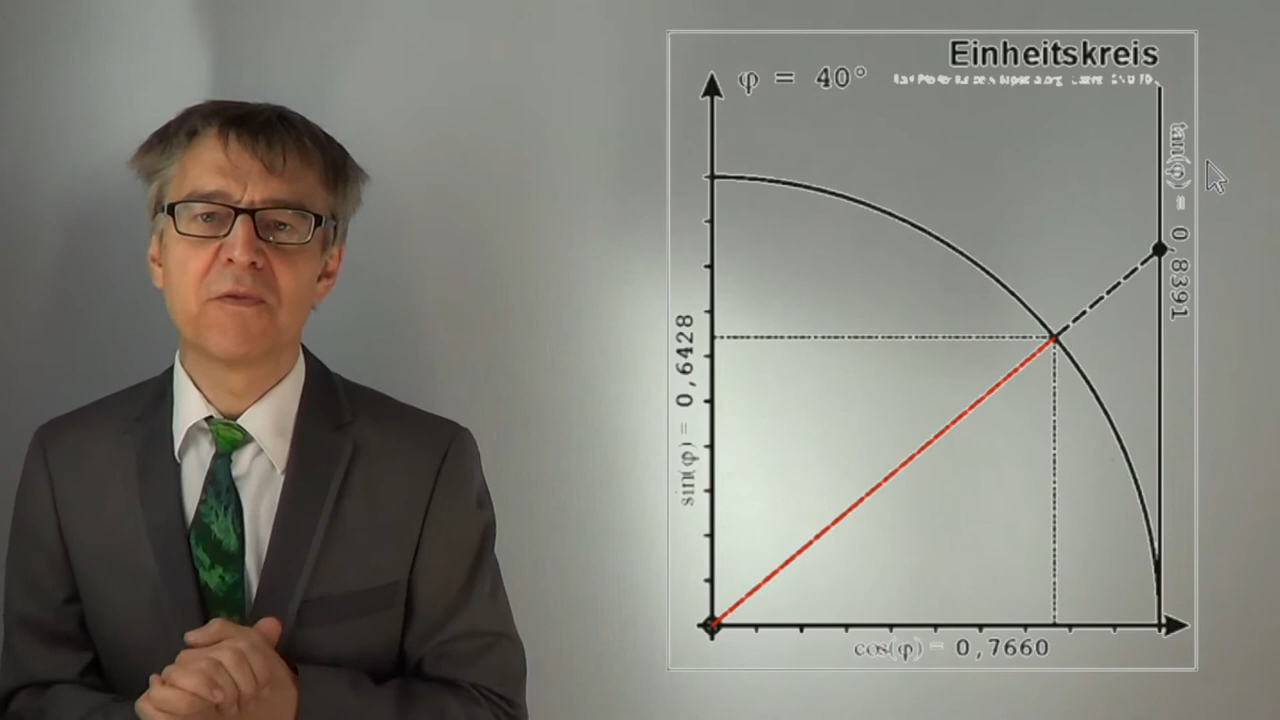 Einheitskreis
φ = 40°
tan(φ) = 0,8391
sin(φ) = 0,6428
cos(φ) = 0,7660